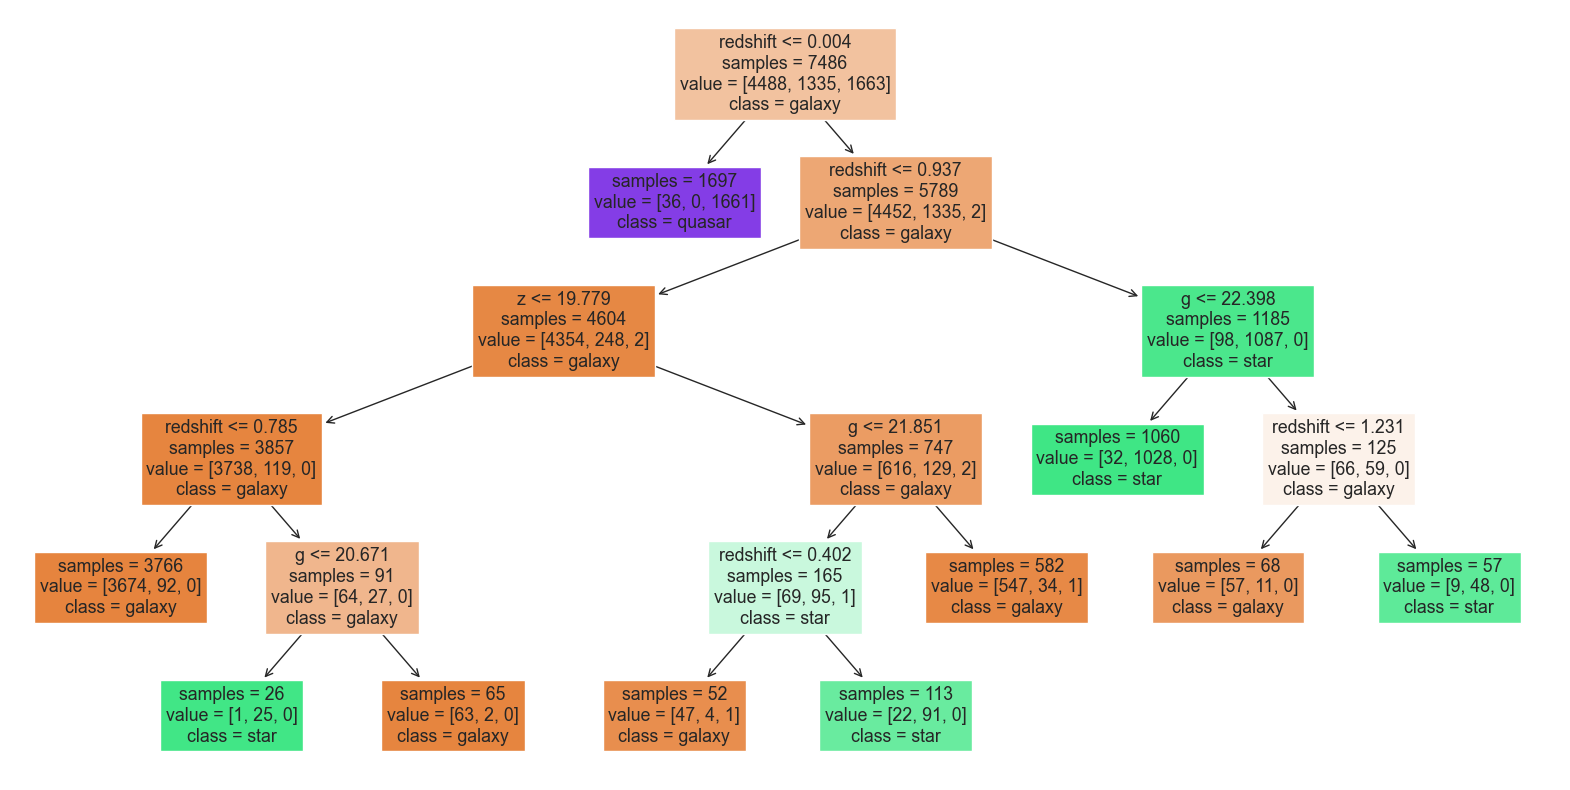 redshift <= 0.004
samples = 7486
value = [4488, 1335, 1663]
class = galaxy
samples = 1697
value = [36, 0, 1661]
class = quasar
redshift <= 0.937
samples = 5789
value = [4452, 1335, 2]
class = galaxy
z <= 19.779
samples = 4604
value = [4354, 248, 2]
class = galaxy
g <= 22.398
samples = 1185
value = [98, 1087, 0]
class = star
redshift <= 0.785
samples = 3857
value = [3738, 119, 0]
class = galaxy
g <= 21.851
samples = 747
value = [616, 129, 2]
class = galaxy
samples = 1060
value = [32, 1028, 0]
class = star
redshift <= 1.231
samples = 125
value = [66, 59, 0]
class = galaxy
samples = 3766
value = [3674, 92, 0]
class = galaxy
g <= 20.671
samples = 91
value = [64, 27, 0]
class = galaxy
redshift <= 0.402
samples = 165
value = [69, 95, 1]
class = star
samples = 582
value = [547, 34, 1]
class = galaxy
samples = 68
value = [57, 11, 0]
class = galaxy
samples = 57
value = [9, 48, 0]
class = star
samples = 26
value = [1, 25, 0]
class = star
samples = 65
value = [63, 2, 0]
class = galaxy
samples = 52
value = [47, 4, 1]
class = galaxy
samples = 113
value = [22, 91, 0]
class = star